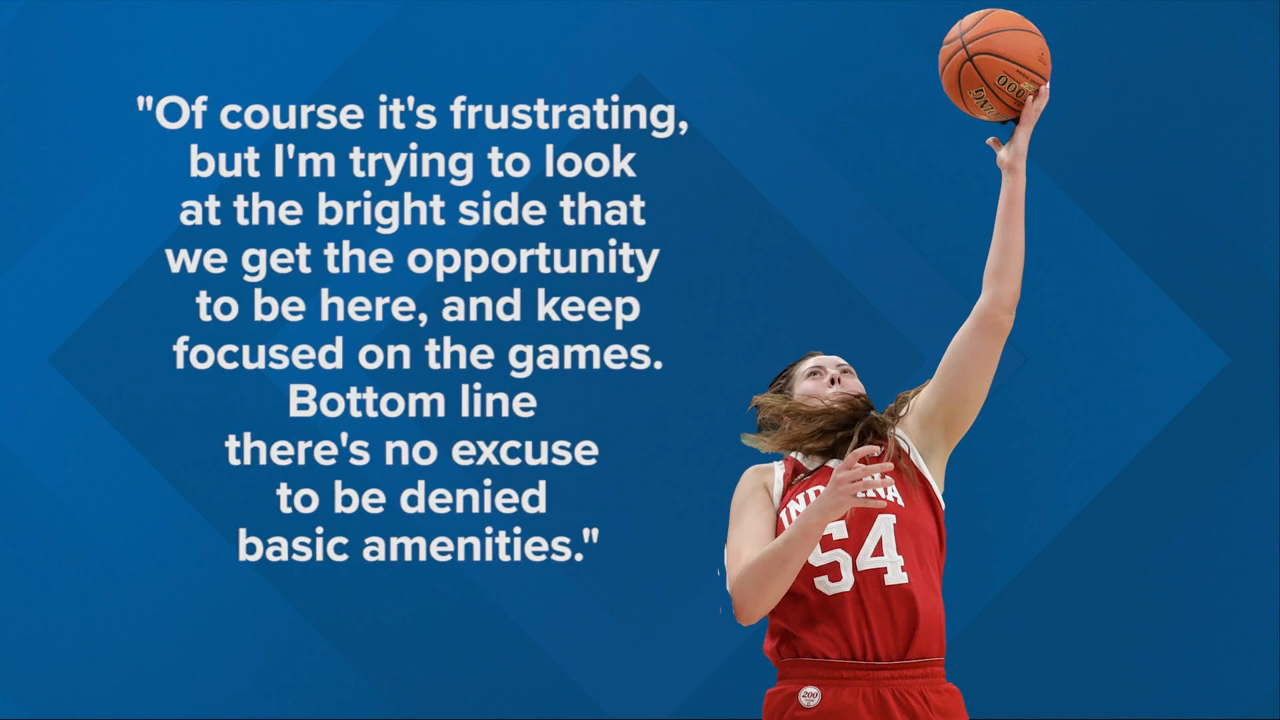 "Of course it's frustrating,
but I'm trying to look
at the bright side that
we get the opportunity
to be here, and keep
focused on the games.
Bottom line
there's no excuse
to be denied
basic amenities."
INDIANA
54
200